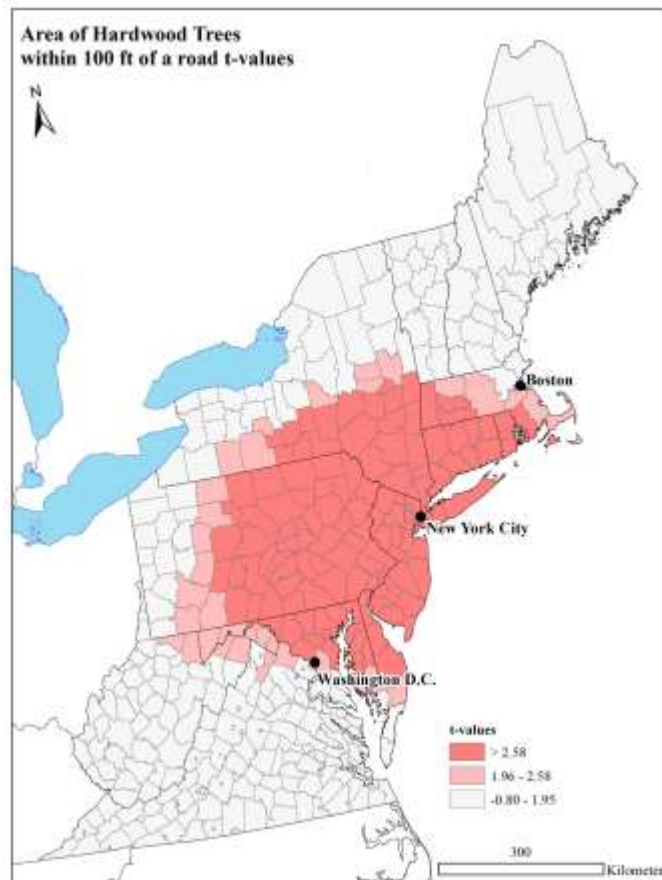 Area of Hardwood Trees
within 100 ft of a road t-values
N
Boston
New York City
Washington D.C.
t-values
> 2.58
1.96 - 2.58
-0.80 - 1.95
300
Kilometer